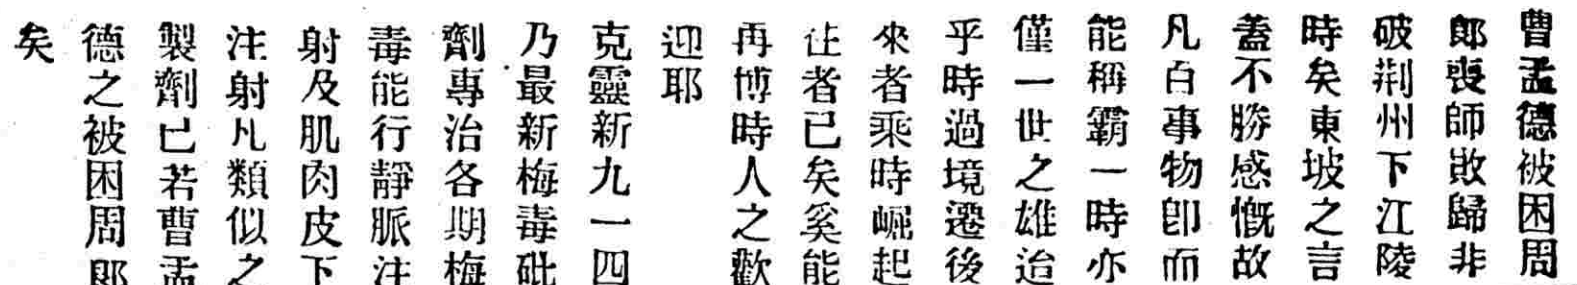 曹孟德被困周
郞喪師敗歸非
破荆州下江陵
時矣東坡之言
蓋不勝感慨故
凡百事物卽而
能稱霸一時亦
僅一世之雄迨
乎時過境遷後
來者乘時崛起
往者已矣奚能
再博時人之歡
迎耶
克靈新九一四
乃最新梅毒砒
劑專治各期梅
毒能行靜脈注
射及肌肉皮下
注射凡類似之
製劑已若曹孟
德之被困周郞
矣